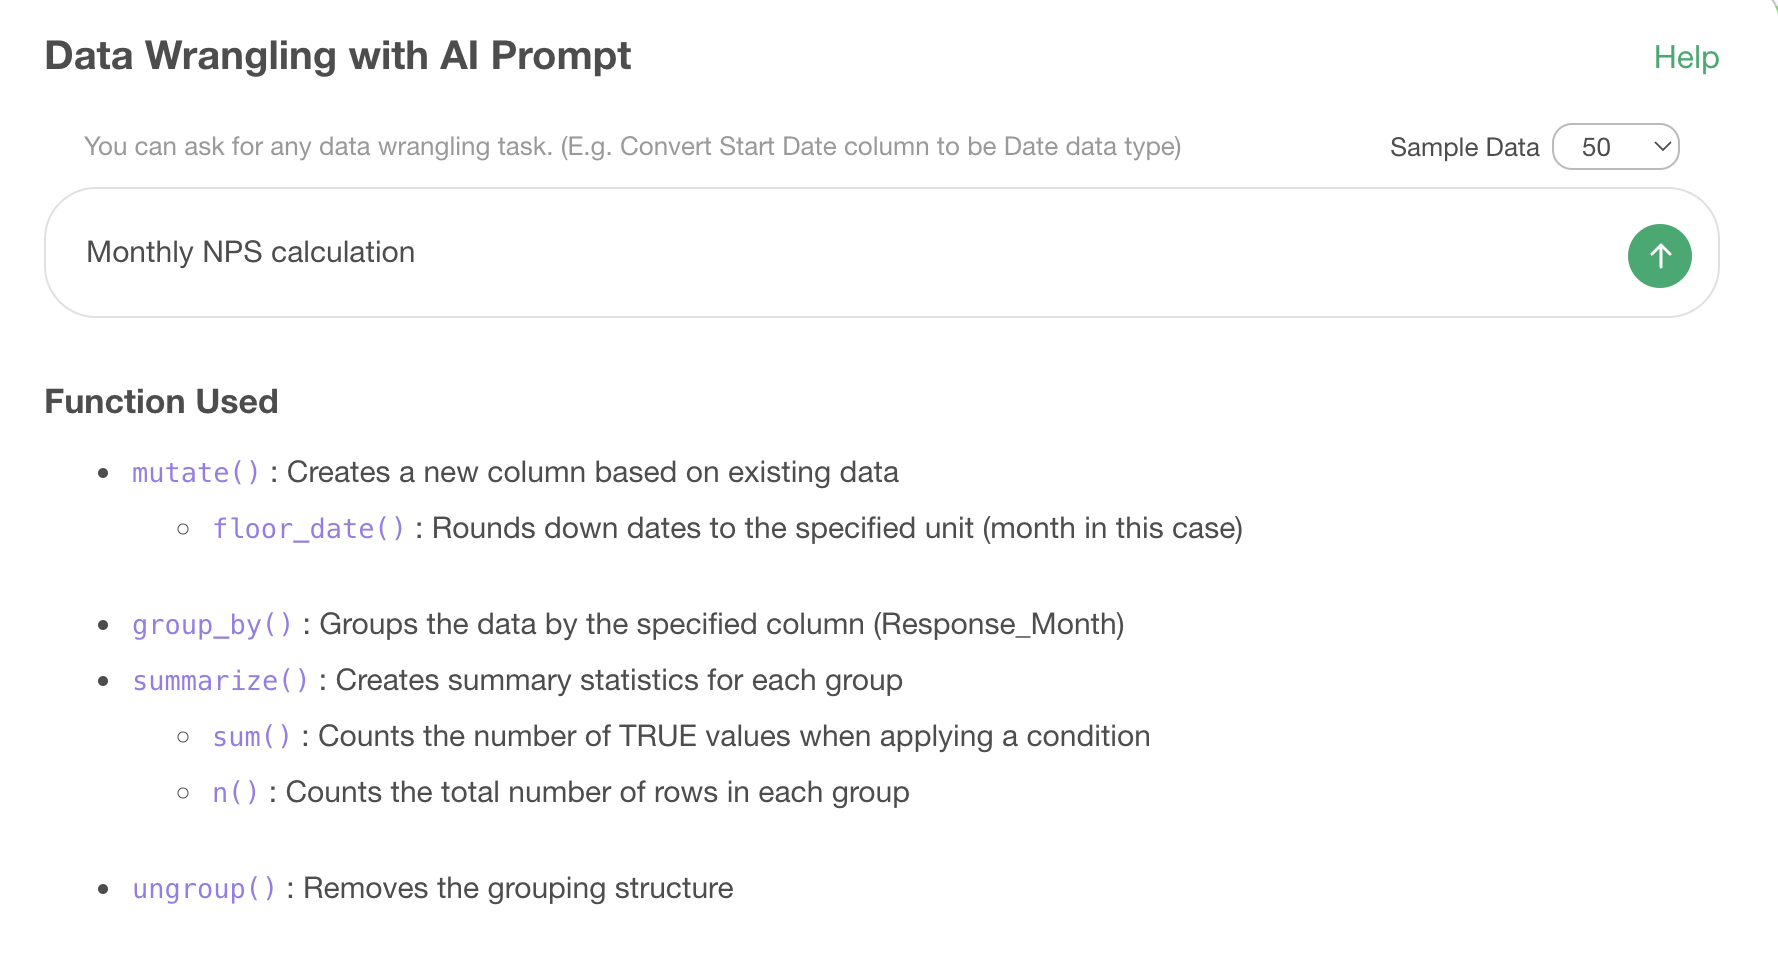 Data Wrangling with AI Prompt
Help
You can ask for any data wrangling task. (E.g. Convert Start Date column to be Date data type)
Sample Data 50
Monthly NPS calculation
Function Used
mutate() : Creates a new column based on existing data
floor_date() : Rounds down dates to the specified unit (month in this case)
group_by() : Groups the data by the specified column (Response_Month)
summarize() : Creates summary statistics for each group
sum() : Counts the number of TRUE values when applying a condition
n() : Counts the total number of rows in each group
ungroup() : Removes the grouping structure